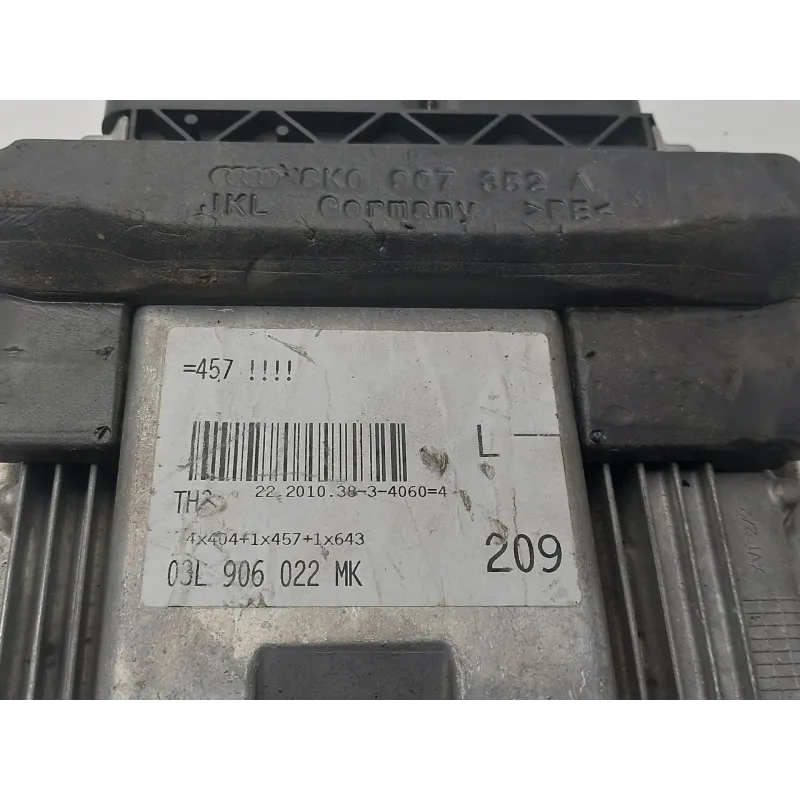 8K0 907 352 A
JKL Germany >PE<
=457 !!!!
L
22 2010.38-3-4060=4
TH2
4x404+1x457+1x643
209
03L 906 022 MK